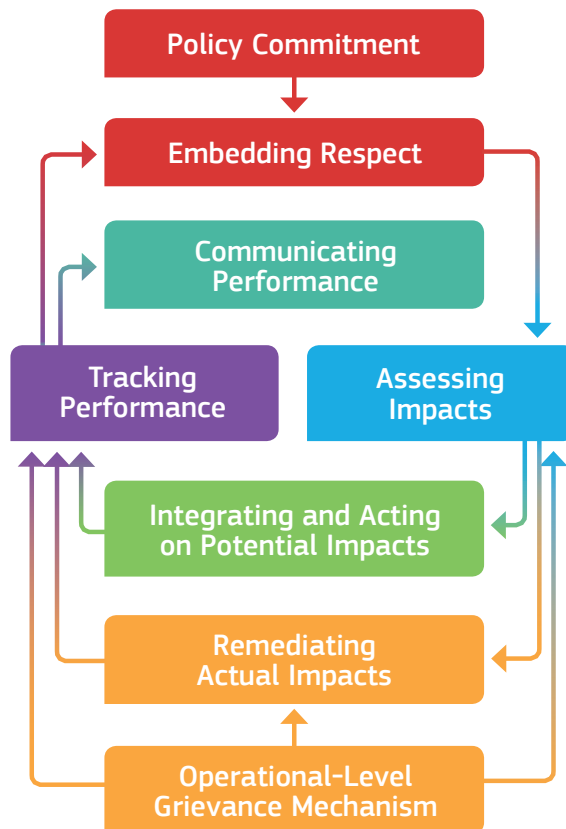 Policy Commitment
Embedding Respect
Communicating
Performance
Tracking
Performance
Assessing
Impacts
Integrating and Acting
on Potential Impacts
Remediating
Actual Impacts
Operational-Level
Grievance Mechanism